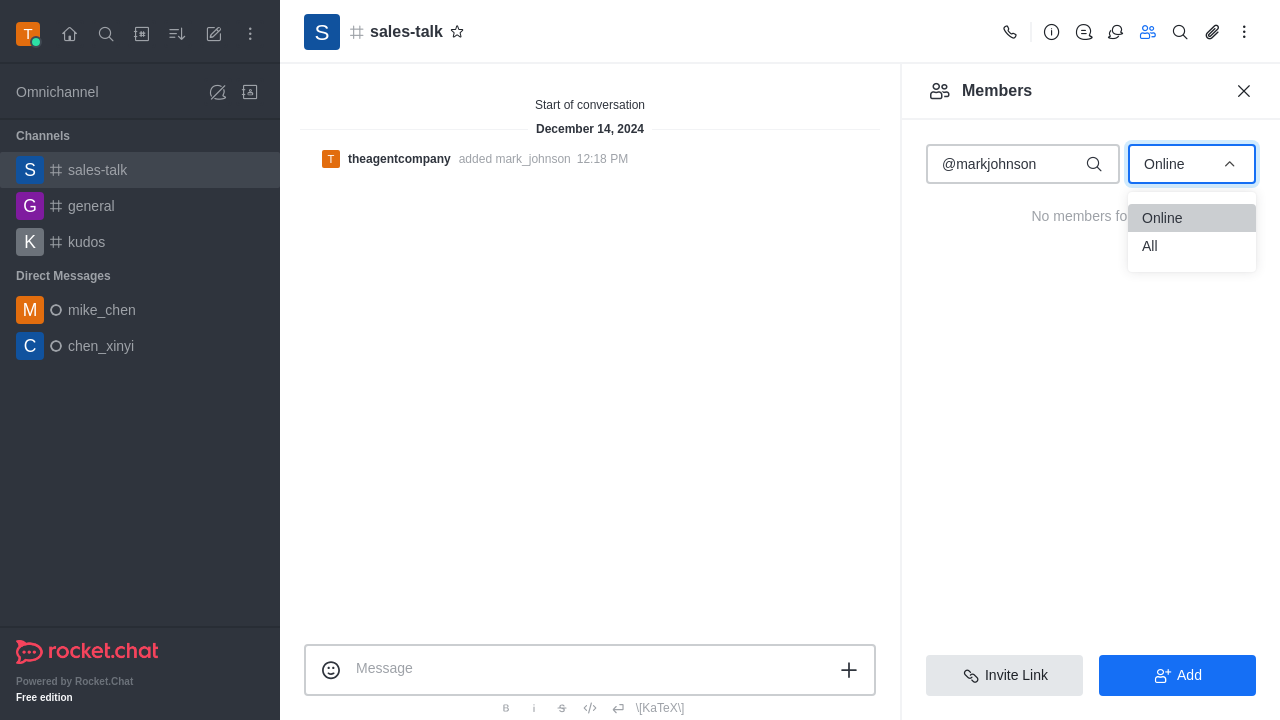 T
Omnichannel
Channels
S sales-talk
G general
K kudos
Direct Messages
M mike_chen
C chen_xinyi
rocket.chat
Powered by Rocket.Chat
Free edition
S sales-talk
Start of conversation
December 14, 2024
T theagentcompany added mark_johnson 12:18 PM
Message
B i S \[KaTeX\]
Members
@markjohnson
Online
No members
Online
All
Invite Link
Add